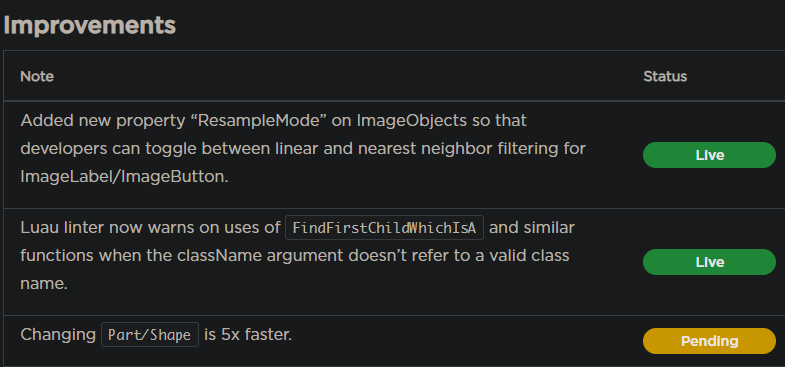 Improvements
Note Status
Added new property “ResampleMode” on ImageObjects so that
developers can toggle between linear and nearest neighbor filtering for
ImageLabel/ImageButton.
Live
Luau linter now warns on uses of FindFirstChildWhichIsA and similar
functions when the className argument doesn’t refer to a valid class
name.
Live
Changing Part/Shape is 5x faster.
Pending